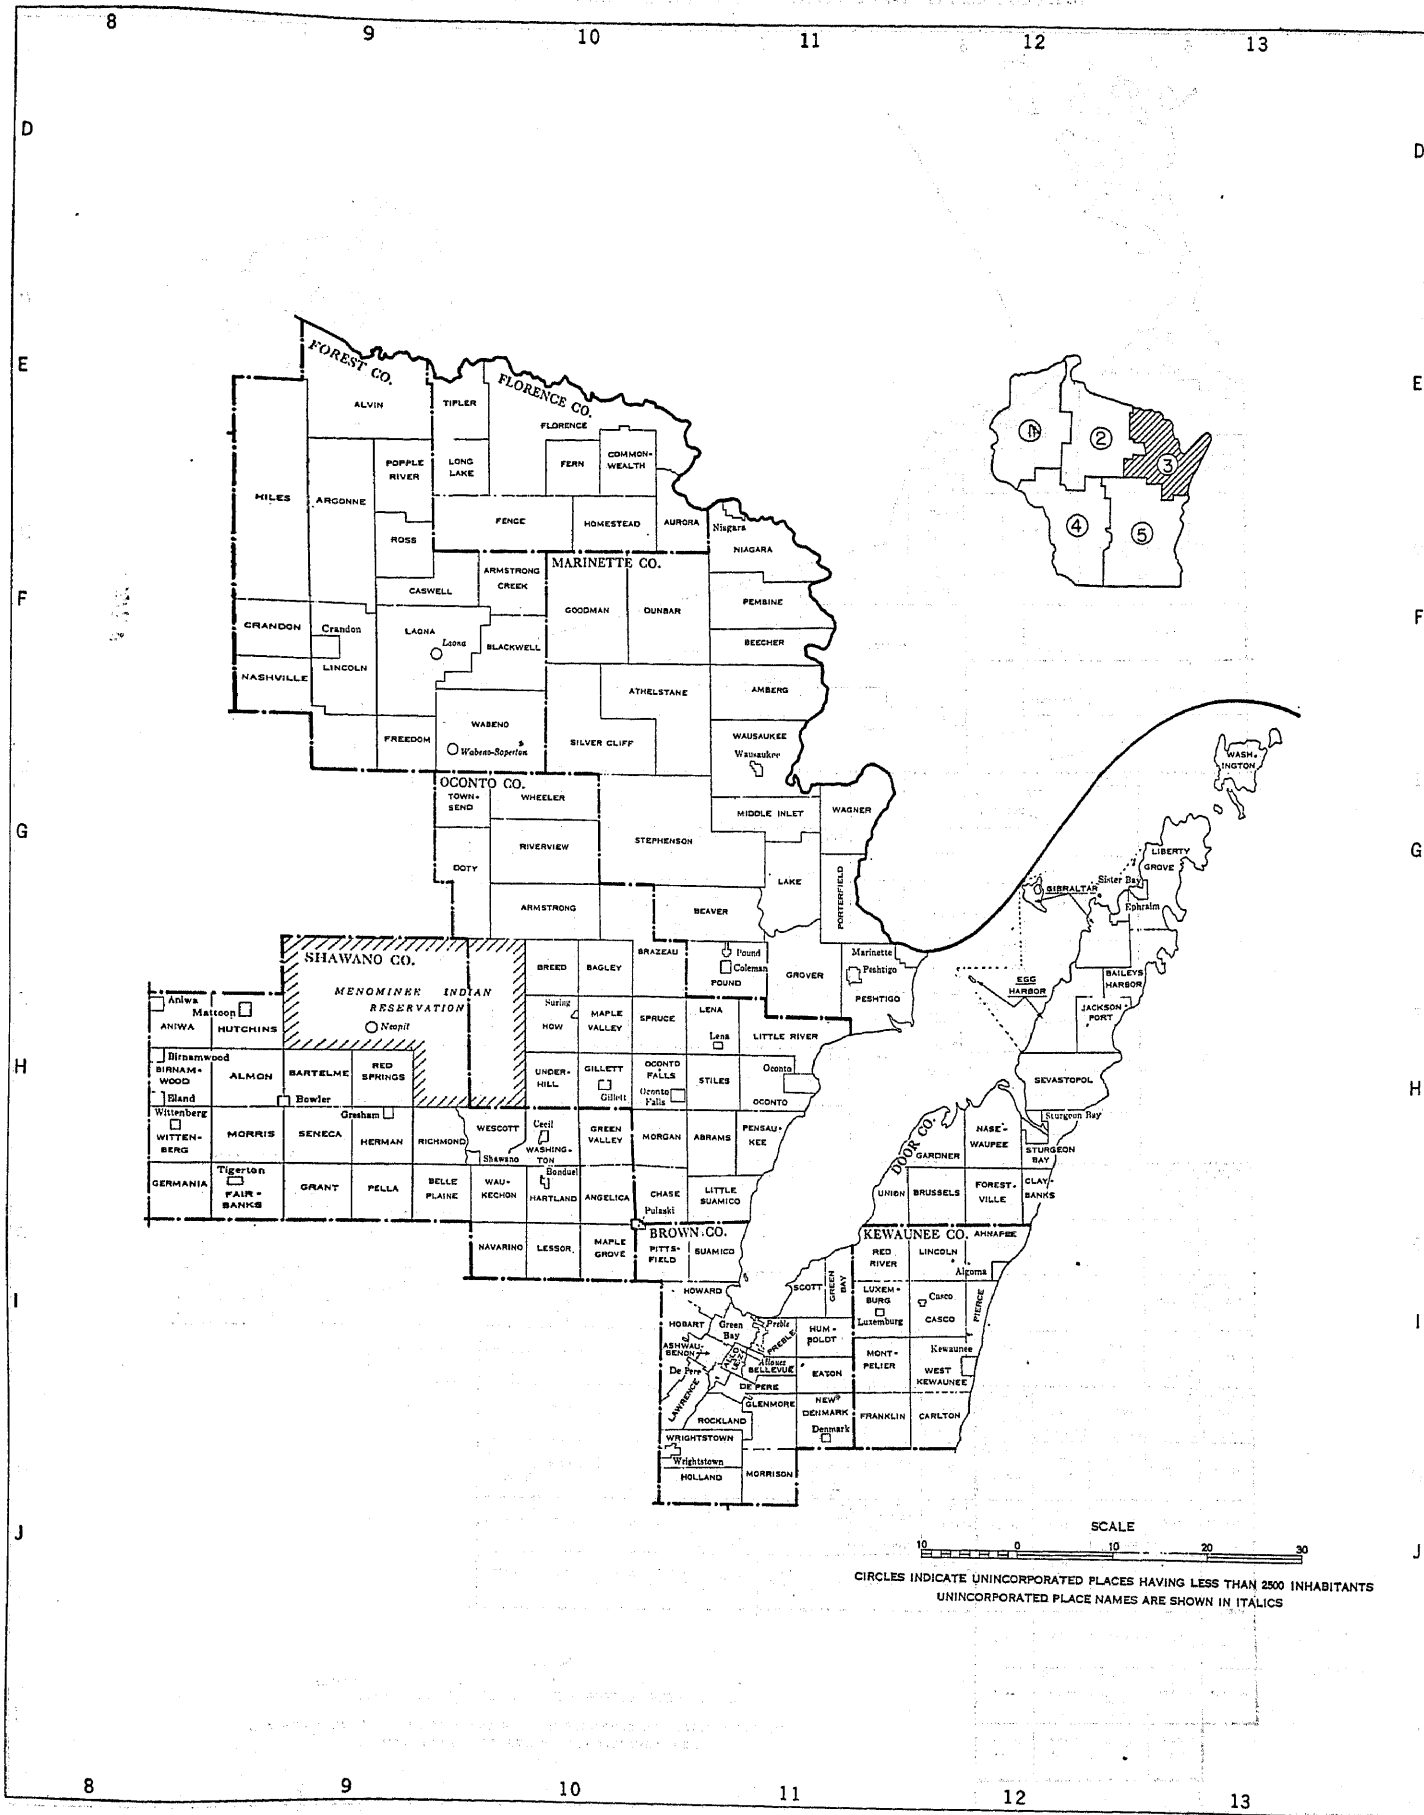 8 9 10 11 12 13
D D
E E
FOREST CO.
FLORENCE CO.
ALVIN
TIPLER
FLORENCE
POPPLE
RIVER
LONG
LAKE
FERN
COMMON-
WEALTH
HILES
ARGONNE
FENCE
HOMESTEAD
AURORA
Niagara
NIAGARA
ROSS
1
2
3
4
5
MARINETTE CO.
ARMSTRONG
CREEK
CASWELL
GOODMAN
DUNBAR
PEMBINE
F F
CRANDON
Crandon
LAONA
Laona
BLACKWELL
BEECHER
LINCOLN
NASHVILLE
ATHELSTANE
AMBERG
WABENO
Wabeno-Soperton
FREEDOM
SILVER CLIFF
WAUSAUKEE
Wausaukee
WASH-
INGTON
OCONTO CO.
TOWN-
SEND
WHEELER
MIDDLE INLET
WAGNER
G G
RIVERVIEW
STEPHENSON
DOTY
LAKE
PORTERFIELD
LIBERTY
GROVE
Sister Bay
GIBRALTAR
Ephraim
ARMSTRONG
BEAVER
SHAWANO CO.
MENOMINEE INDIAN
RESERVATION
Neopit
BREED
BAGLEY
BRAZEAU
Pound
Coleman
POUND
GROVER
Marinette
Peshtigo
PESHTIGO
EGG
HARBOR
BAILEYS
HARBOR
JACKSON-
PORT
Aniwa
ANIWA
Mattoon
HUTCHINS
Suring
HOW
MAPLE
VALLEY
SPRUCE
LENA
Lena
LITTLE RIVER
H H
Birnamwood
BIRNAM-
WOOD
ALMON
BARTELME
RED
SPRINGS
UNDER-
HILL
GILLETT
Gillett
OCONTO
FALLS
Oconto
Falls
STILES
Oconto
OCONTO
SEVASTOPOL
Eland
Bowler
Wittenberg
WITTEN-
BERG
MORRIS
SENECA
Gresham
HERMAN
RICHMOND
WESCOTT
Shawano
Cecil
WASHING-
TON
GREEN
VALLEY
MORGAN
ABRAMS
PENSAU-
KEE
DOOR CO.
GARDNER
NASE-
WAUPEE
Sturgeon Bay
STURGEON
BAY
GERMANIA
Tigerton
FAIR-
BANKS
GRANT
PELLA
BELLE
PLAINE
WAU-
KECHON
Bonduel
HARTLAND
ANGELICA
CHASE
LITTLE
SUAMICO
Pulaski
UNION
BRUSSELS
FOREST-
VILLE
CLAY-
BANKS
NAVARINO
LESSOR
MAPLE
GROVE
BROWN CO.
PITTS-
FIELD
SUAMICO
KEWAUNEE CO.
AHNAPEE
RED
RIVER
LINCOLN
Algoma
I I
HOWARD
SCOTT
GREEN
BAY
LUXEM-
BURG
Luxemburg
Casco
CASCO
PIERCE
HOBART
Green
Bay
Preble
PREBLE
HUM-
BOLDT
ASHWAU-
BENON
ALLO-
UEZ
Allouez
BELLEVUE
De Pere
DE PERE
EATON
MONT-
PELIER
Kewaunee
WEST
KEWAUNEE
LAWRENCE
GLENMORE
ROCKLAND
NEW
DENMARK
Denmark
FRANKLIN
CARLTON
WRIGHTSTOWN
Wrightstown
HOLLAND
MORRISON
J J
SCALE
10 0 10 20 30
CIRCLES INDICATE UNINCORPORATED PLACES HAVING LESS THAN 2500 INHABITANTS
UNINCORPORATED PLACE NAMES ARE SHOWN IN ITALICS
8 9 10 11 12 13